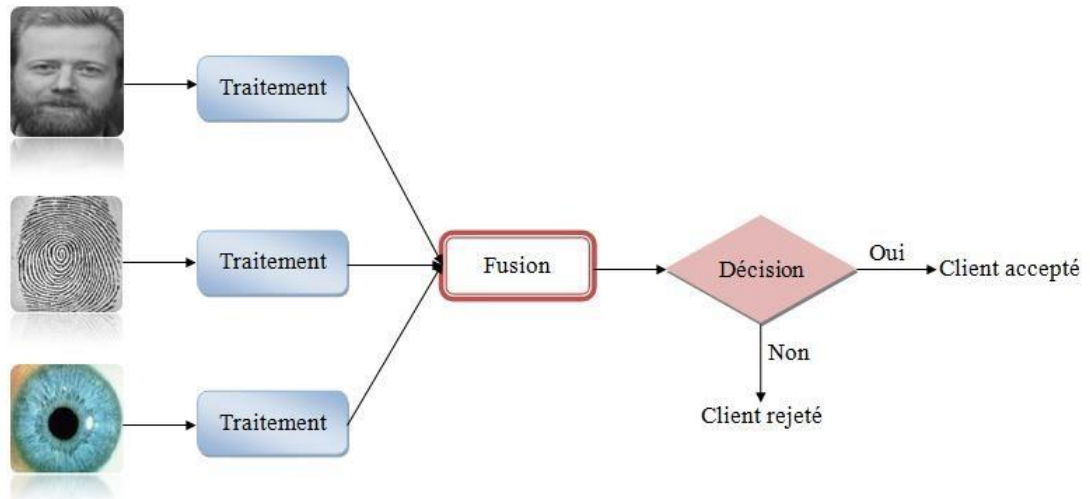 Traitement
Traitement
Fusion
Décision
Oui
Client accepté
Non
Client rejeté
Traitement